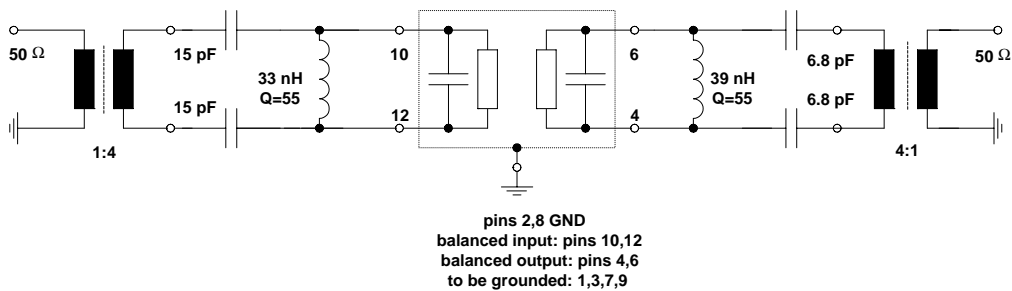 50 Ω
15 pF
15 pF
33 nH
Q=55
10
12
1:4
6
4
39 nH
Q=55
6.8 pF
6.8 pF
50 Ω
4:1
pins 2,8 GND
balanced input: pins 10,12
balanced output: pins 4,6
to be grounded: 1,3,7,9